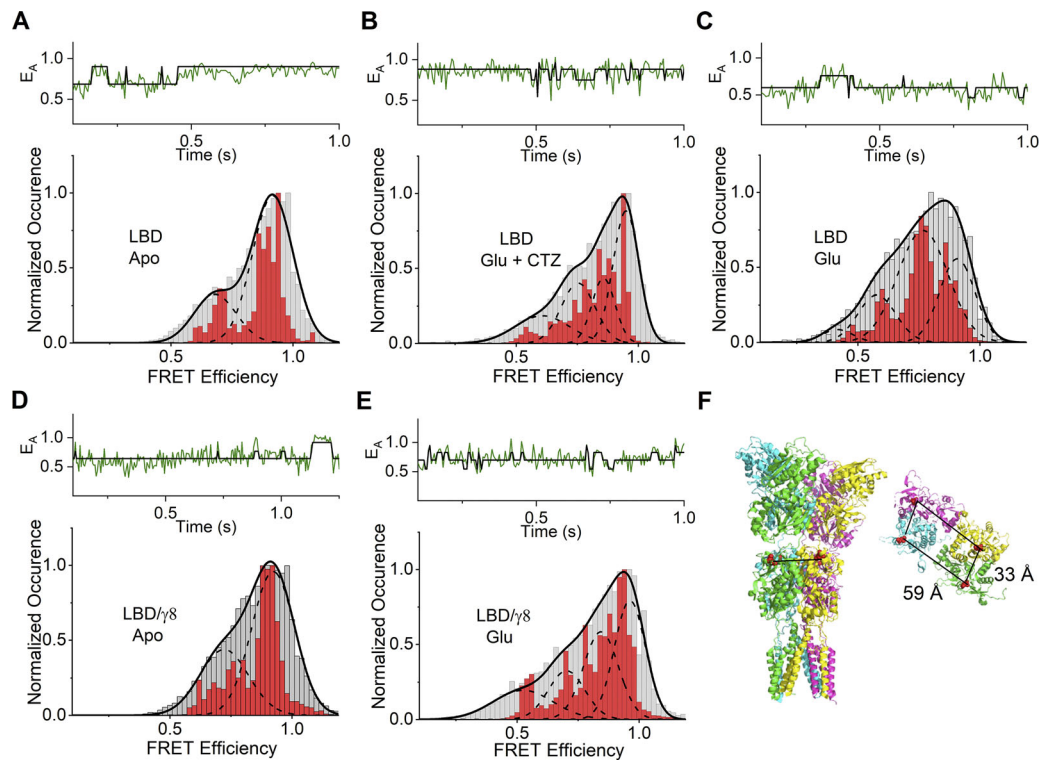 A
E_A
1.0
0.5
0.5
1.0
Time (s)
Normalized Occurence
1.0
0.5
0.0
LBD
Apo
0.5
1.0
FRET Efficiency
B
E_A
1.0
0.5
0.5
1.0
Time (s)
Normalized Occurence
1.0
0.5
0.0
LBD
Glu + CTZ
0.5
1.0
FRET Efficiency
C
E_A
1.0
0.5
0.5
1.0
Time (s)
Normalized Occurence
1.0
0.5
0.0
LBD
Glu
0.5
1.0
FRET Efficiency
D
E_A
1.0
0.5
0.5
1.0
Time (s)
Normalized Occurence
1.0
0.5
0.0
LBD/γ8
Apo
0.5
1.0
FRET Efficiency
E
E_A
1.0
0.5
0.5
1.0
Time (s)
Normalized Occurence
1.0
0.5
0.0
LBD/γ8
Glu
0.5
1.0
FRET Efficiency
F
33 Å
59 Å